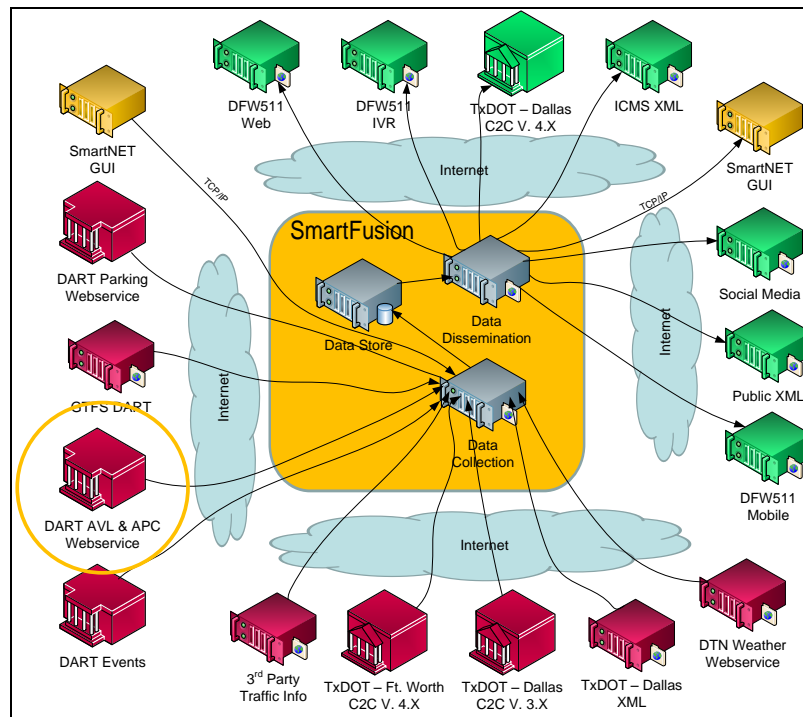 DFW511
Web
DFW511
IVR
TxDOT – Dallas
C2C V. 4.X
ICMS XML
SmartNET
GUI
TCP/IP
Internet
TCP/IP
SmartNET
GUI
SmartFusion
DART Parking
Webservice
Data Store
Data
Dissemination
Social Media
Internet
Internet
GTFS DART
Public XML
Data
Collection
DFW511
Mobile
DART AVL & APC
Webservice
Internet
DART Events
3rd Party
Traffic Info
TxDOT – Ft. Worth
C2C V. 4.X
TxDOT – Dallas
C2C V. 3.X
TxDOT – Dallas
XML
DTN Weather
Webservice